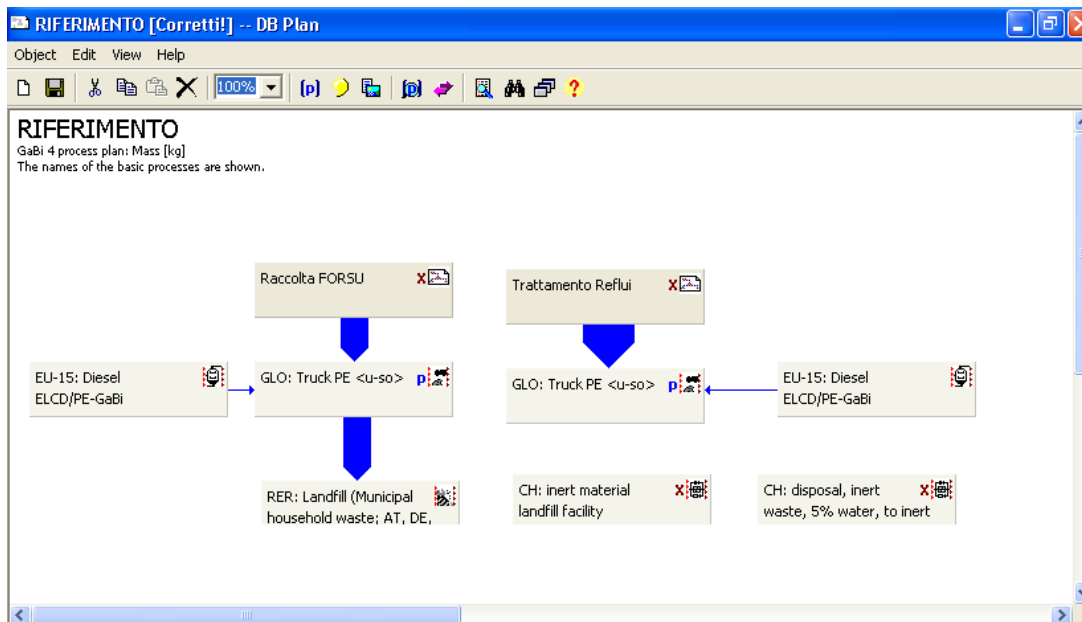 RIFERIMENTO [Corretti!] -- DB Plan
Object Edit View Help
100% (p) (p) ?
RIFERIMENTO
GaBi 4 process plan: Mass [kg]
The names of the basic processes are shown.
Raccolta FORSU X
Trattamento Reflui X
EU-15: Diesel
ELCD/PE-GaBi
GLO: Truck PE <u-so> p
GLO: Truck PE <u-so> p
EU-15: Diesel
ELCD/PE-GaBi
RER: Landfill (Municipal
household waste; AT, DE,
CH: inert material X
landfill facility
CH: disposal, inert X
waste, 5% water, to inert